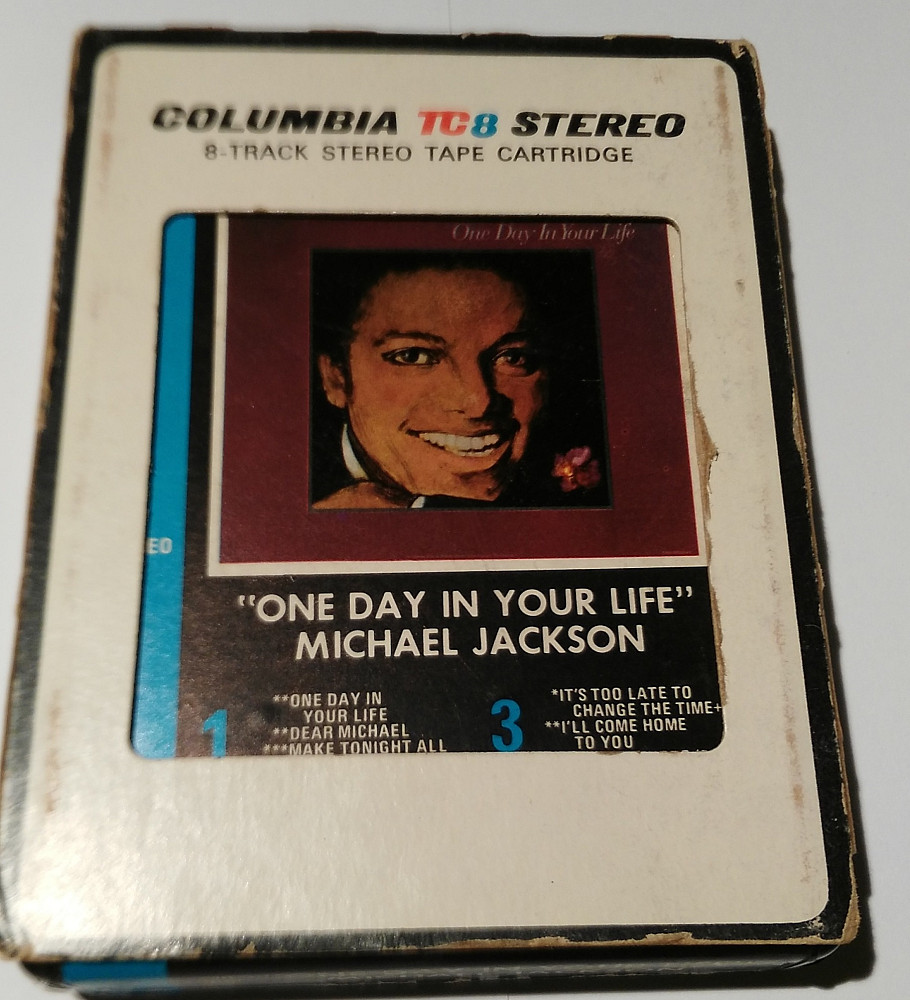 COLUMBIA TC8 STEREO
8-TRACK STEREO TAPE CARTRIDGE
One Day In Your Life
EO
"ONE DAY IN YOUR LIFE"
MICHAEL JACKSON
1
**ONE DAY IN
YOUR LIFE
**DEAR MICHAEL
***MAKE TONIGHT ALL
3
*IT'S TOO LATE TO
CHANGE THE TIME+
**I'LL COME HOME
TO YOU